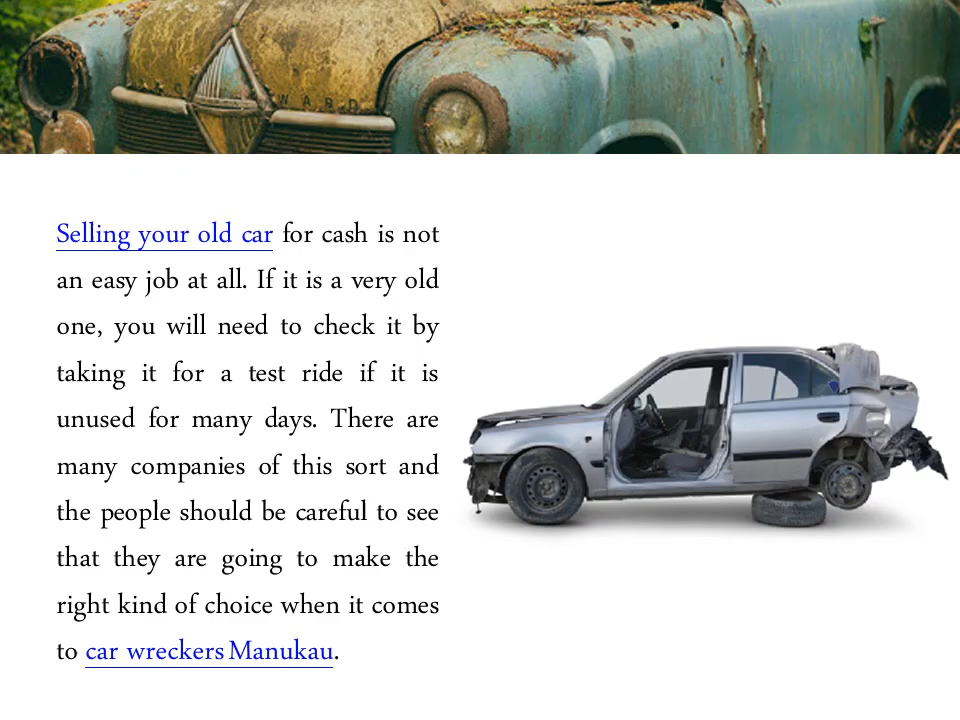 Selling your old car for cash is not
an easy job at all. If it is a very old
one, you will need to check it by
taking it for a test ride if it is
unused for many days. There are
many companies of this sort and
the people should be careful to see
that they are going to make the
right kind of choice when it comes
to car wreckers Manukau.